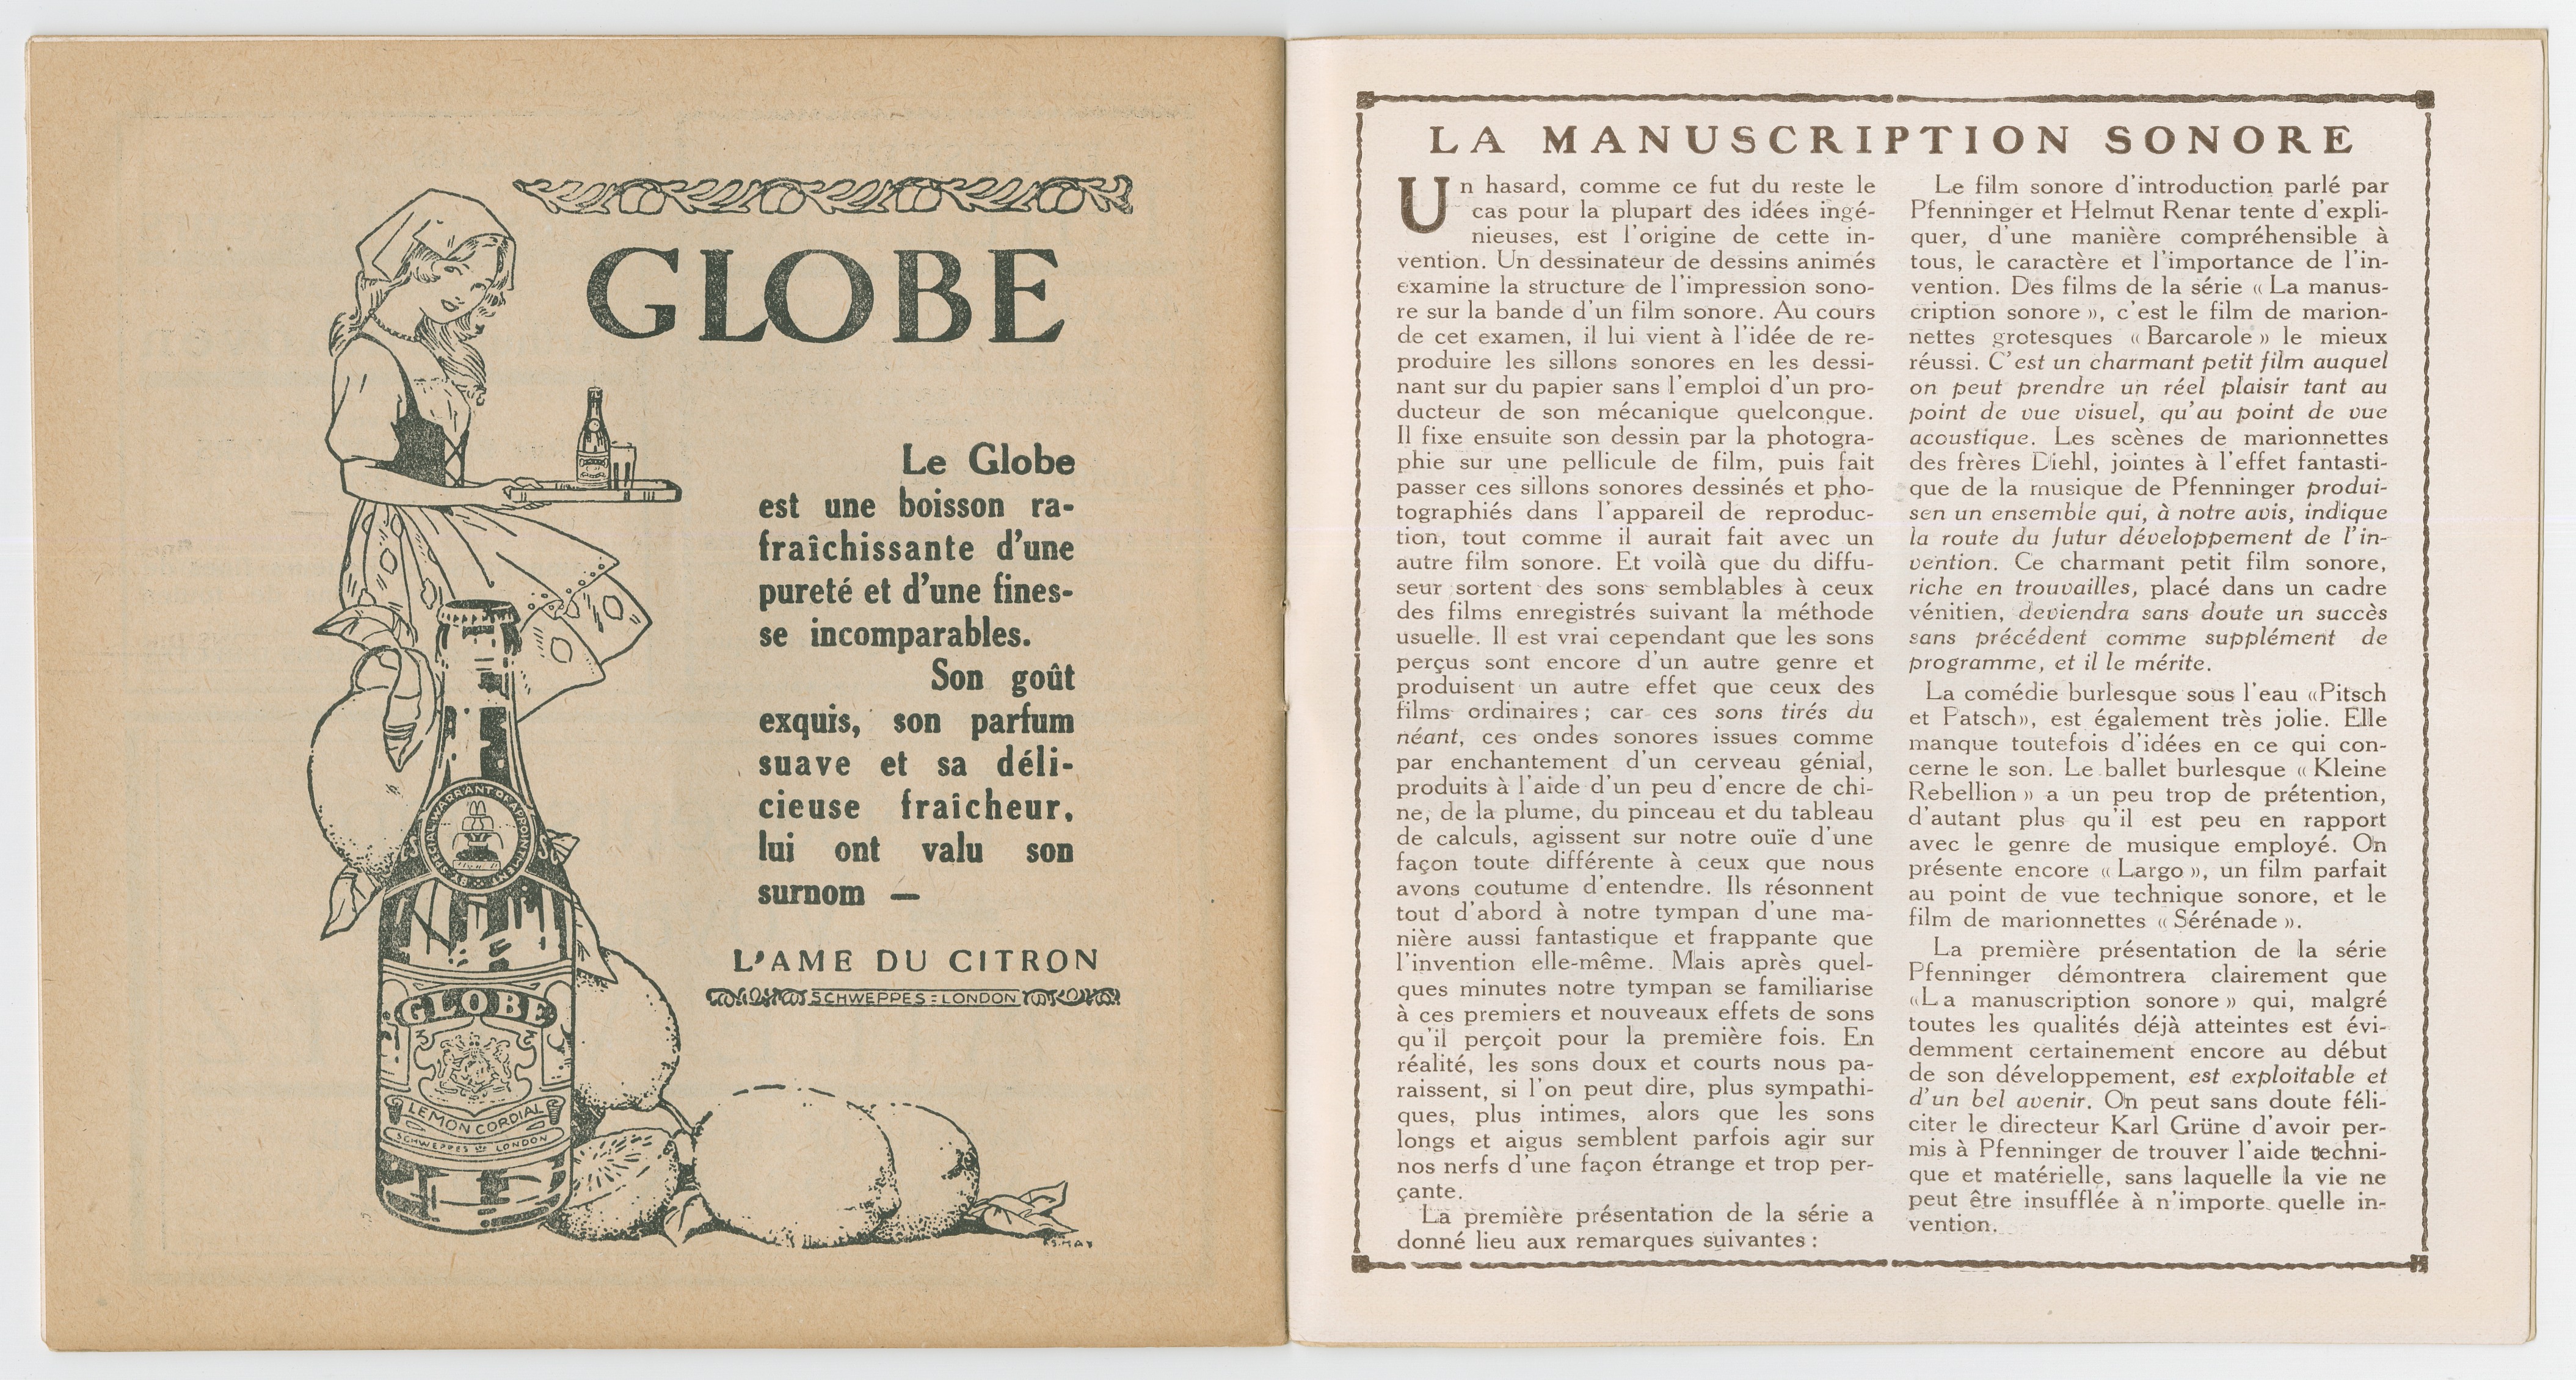 GLOBE
Le Globe
est une boisson ra-
fraîchissante d'une
pureté et d'une fines-
se incomparables.
Son goût
exquis, son parfum
suave et sa déli-
cieuse fraîcheur,
lui ont valu son
surnom —
L'AME DU CITRON
SCHWEPPES = LONDON
BY SPECIAL WARRANT OF APPOINTMENT
GLOBE
LEMON CORDIAL
SCHWEPPES LONDON
LA MANUSCRIPTION SONORE
Un hasard, comme ce fut du reste le
cas pour la plupart des idées ingé-
nieuses, est l'origine de cette in-
vention. Un dessinateur de dessins animés
examine la structure de l'impression sono-
re sur la bande d'un film sonore. Au cours
de cet examen, il lui vient à l'idée de re-
produire les sillons sonores en les dessi-
nant sur du papier sans l'emploi d'un pro-
ducteur de son mécanique quelconque.
Il fixe ensuite son dessin par la photogra-
phie sur une pellicule de film, puis fait
passer ces sillons sonores dessinés et pho-
tographiés dans l'appareil de reproduc-
tion, tout comme il aurait fait avec un
autre film sonore. Et voilà que du diffu-
seur sortent des sons semblables à ceux
des films enregistrés suivant la méthode
usuelle. Il est vrai cependant que les sons
perçus sont encore d'un autre genre et
produisent un autre effet que ceux des
films ordinaires ; car ces sons tirés du
néant, ces ondes sonores issues comme
par enchantement d'un cerveau génial,
produits à l'aide d'un peu d'encre de chi-
ne, de la plume, du pinceau et du tableau
de calculs, agissent sur notre ouïe d'une
façon toute différente à ceux que nous
avons coutume d'entendre. Ils résonnent
tout d'abord à notre tympan d'une ma-
nière aussi fantastique et frappante que
l'invention elle-même. Mais après quel-
ques minutes notre tympan se familiarise
à ces premiers et nouveaux effets de sons
qu'il perçoit pour la première fois. En
réalité, les sons doux et courts nous pa-
raissent, si l'on peut dire, plus sympathi-
ques, plus intimes, alors que les sons
longs et aigus semblent parfois agir sur
nos nerfs d'une façon étrange et trop per-
çante.
La première présentation de la série a
donné lieu aux remarques suivantes :
Le film sonore d'introduction parlé par
Pfenninger et Helmut Renar tente d'expli-
quer, d'une manière compréhensible à
tous, le caractère et l'importance de l'in-
vention. Des films de la série « La manus-
cription sonore », c'est le film de marion-
nettes grotesques « Barcarole » le mieux
réussi. C'est un charmant petit film auquel
on peut prendre un réel plaisir tant au
point de vue visuel, qu'au point de vue
acoustique. Les scènes de marionnettes
des frères Diehl, jointes à l'effet fantasti-
que de la musique de Pfenninger produi-
sen un ensemble qui, à notre avis, indique
la route du futur développement de l'in-
vention. Ce charmant petit film sonore,
riche en trouvailles, placé dans un cadre
vénitien, deviendra sans doute un succès
sans précédent comme supplément de
programme, et il le mérite.
La comédie burlesque sous l'eau «Pitsch
et Patsch», est également très jolie. Elle
manque toutefois d'idées en ce qui con-
cerne le son. Le ballet burlesque « Kleine
Rebellion » a un peu trop de prétention,
d'autant plus qu'il est peu en rapport
avec le genre de musique employé. On
présente encore « Largo », un film parfait
au point de vue technique sonore, et le
film de marionnettes « Sérénade ».
La première présentation de la série
Pfenninger démontrera clairement que
«La manuscription sonore » qui, malgré
toutes les qualités déjà atteintes est évi-
demment certainement encore au début
de son développement, est exploitable et
d'un bel avenir. On peut sans doute féli-
citer le directeur Karl Grüne d'avoir per-
mis à Pfenninger de trouver l'aide techni-
que et matérielle, sans laquelle la vie ne
peut être insufflée à n'importe quelle in-
vention.